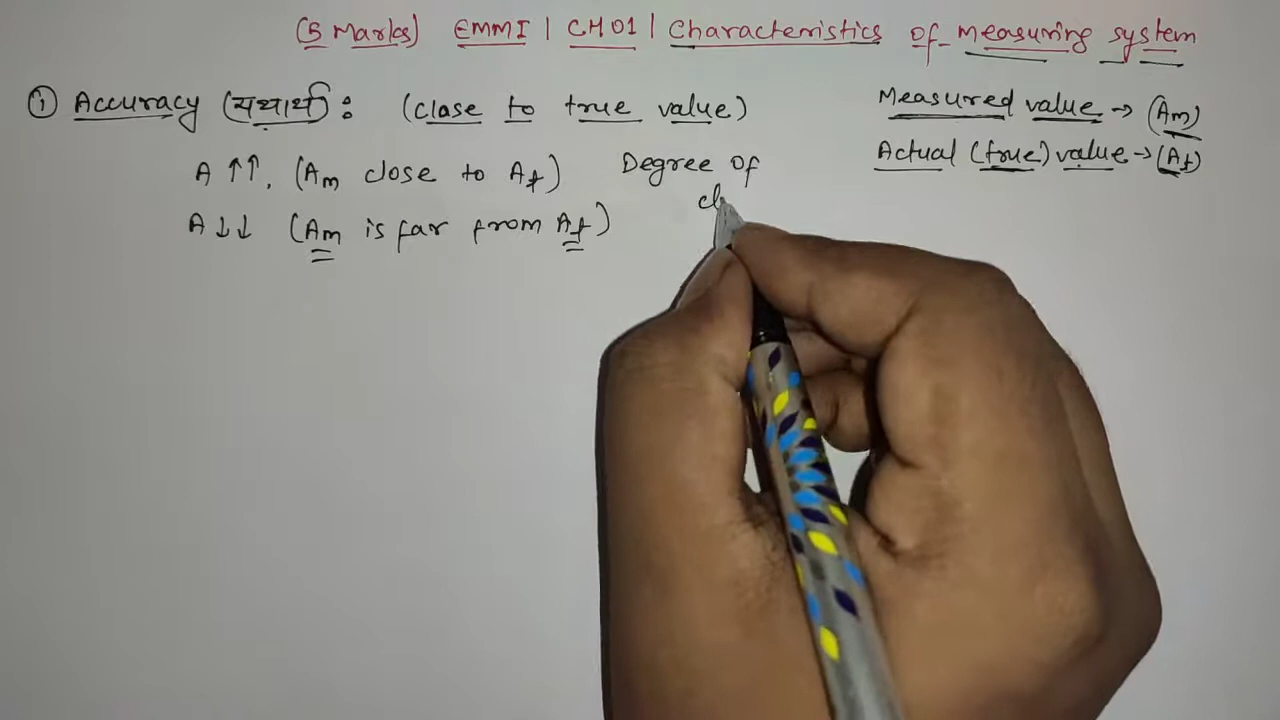 (5 Marks) EMMI | CH01 | Characteristics of measuring system
① Accuracy (यथार्थ) : (close to true value)
Measured value → (Am)
Actual (true) value → (At)
A ↑↑, (Am close to At)
A ↓↓ (Am is far from At)
Degree of
cl